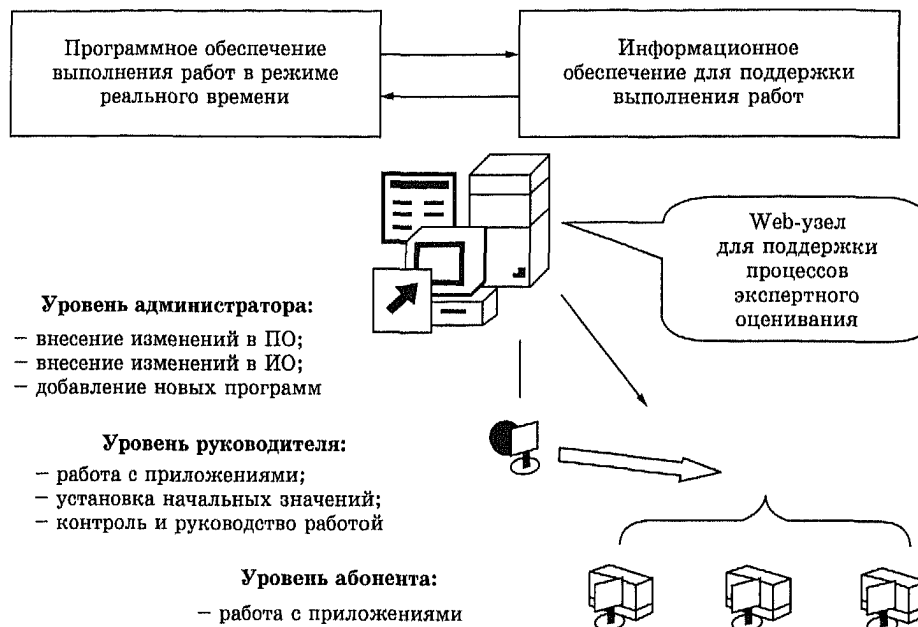 Программное обеспечение
выполнения работ в режиме
реального времени
Информационное
обеспечение для поддержки
выполнения работ
Web-узел
для поддержки
процессов
экспертного
оценивания
Уровень администратора:
– внесение изменений в ПО;
– внесение изменений в ИО;
– добавление новых программ
Уровень руководителя:
– работа с приложениями;
– установка начальных значений;
– контроль и руководство работой
Уровень абонента:
– работа с приложениями